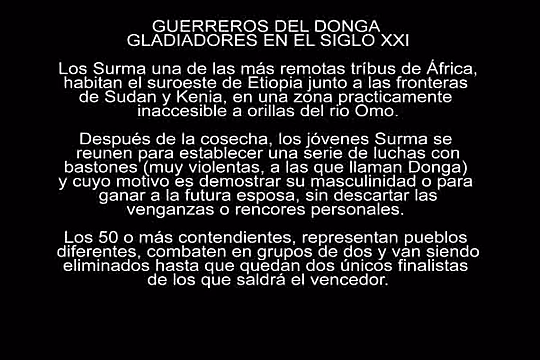 GUERREROS DEL DONGA
GLADIADORES EN EL SIGLO XXI
Los Surma una de las más remotas tríbus de África,
habitan el suroeste de Etiopia junto a las fronteras
de Sudan y Kenia, en una zona practicamente
inaccesible a orillas del rio Omo.
Después de la cosecha, los jóvenes Surma se
reunen para establecer una serie de luchas con
bastones (muy violentas, a las que llaman Donga)
y cuyo motivo es demostrar su masculinidad o para
ganar a la futura esposa, sin descartar las
venganzas o rencores personales.
Los 50 o más contendientes, representan pueblos
diferentes, combaten en grupos de dos y van siendo
eliminados hasta que quedan dos únicos finalistas
de los que saldrá el vencedor.